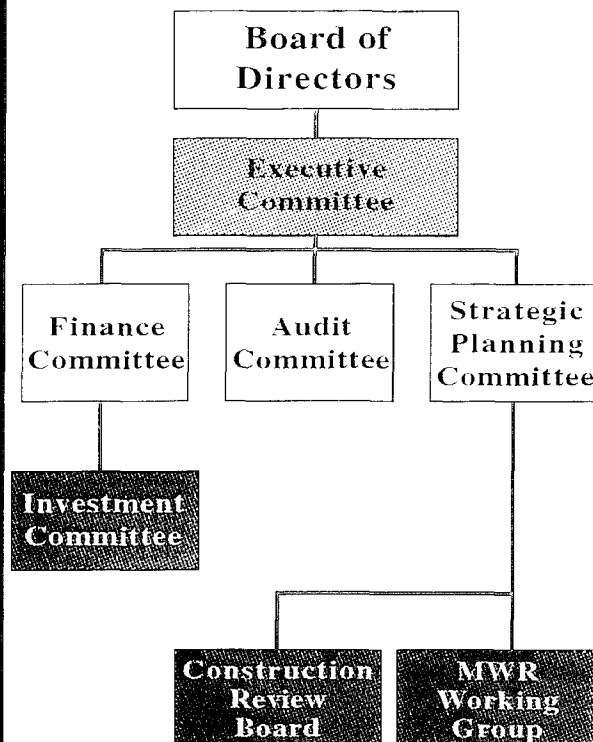 Board of
Directors
Executive
Committee
Finance
Committee
Audit
Committee
Strategic
Planning
Committee
Investment
Committee
Construction
Review
Board
MWR
Working
Group